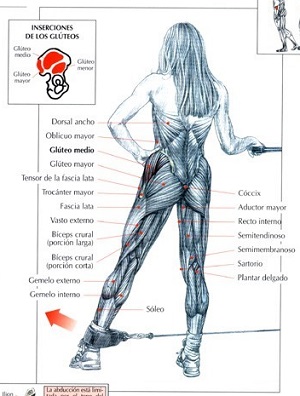 INSERCIONES
DE LOS GLÚTEOS
Glúteo
medio
Glúteo
menor
Glúteo
mayor
Dorsal ancho
Oblicuo mayor
Glúteo medio
Glúteo mayor
Tensor de la fascia lata
Trocánter mayor
Fascia lata
Vasto externo
Bíceps crural
(porción larga)
Bíceps crural
(porción corta)
Gemelo externo
Gemelo interno
Sóleo
Cóccix
Aductor mayor
Recto interno
Semitendinoso
Semimembranoso
Sartorio
Plantar delgado
La abducción está limi-